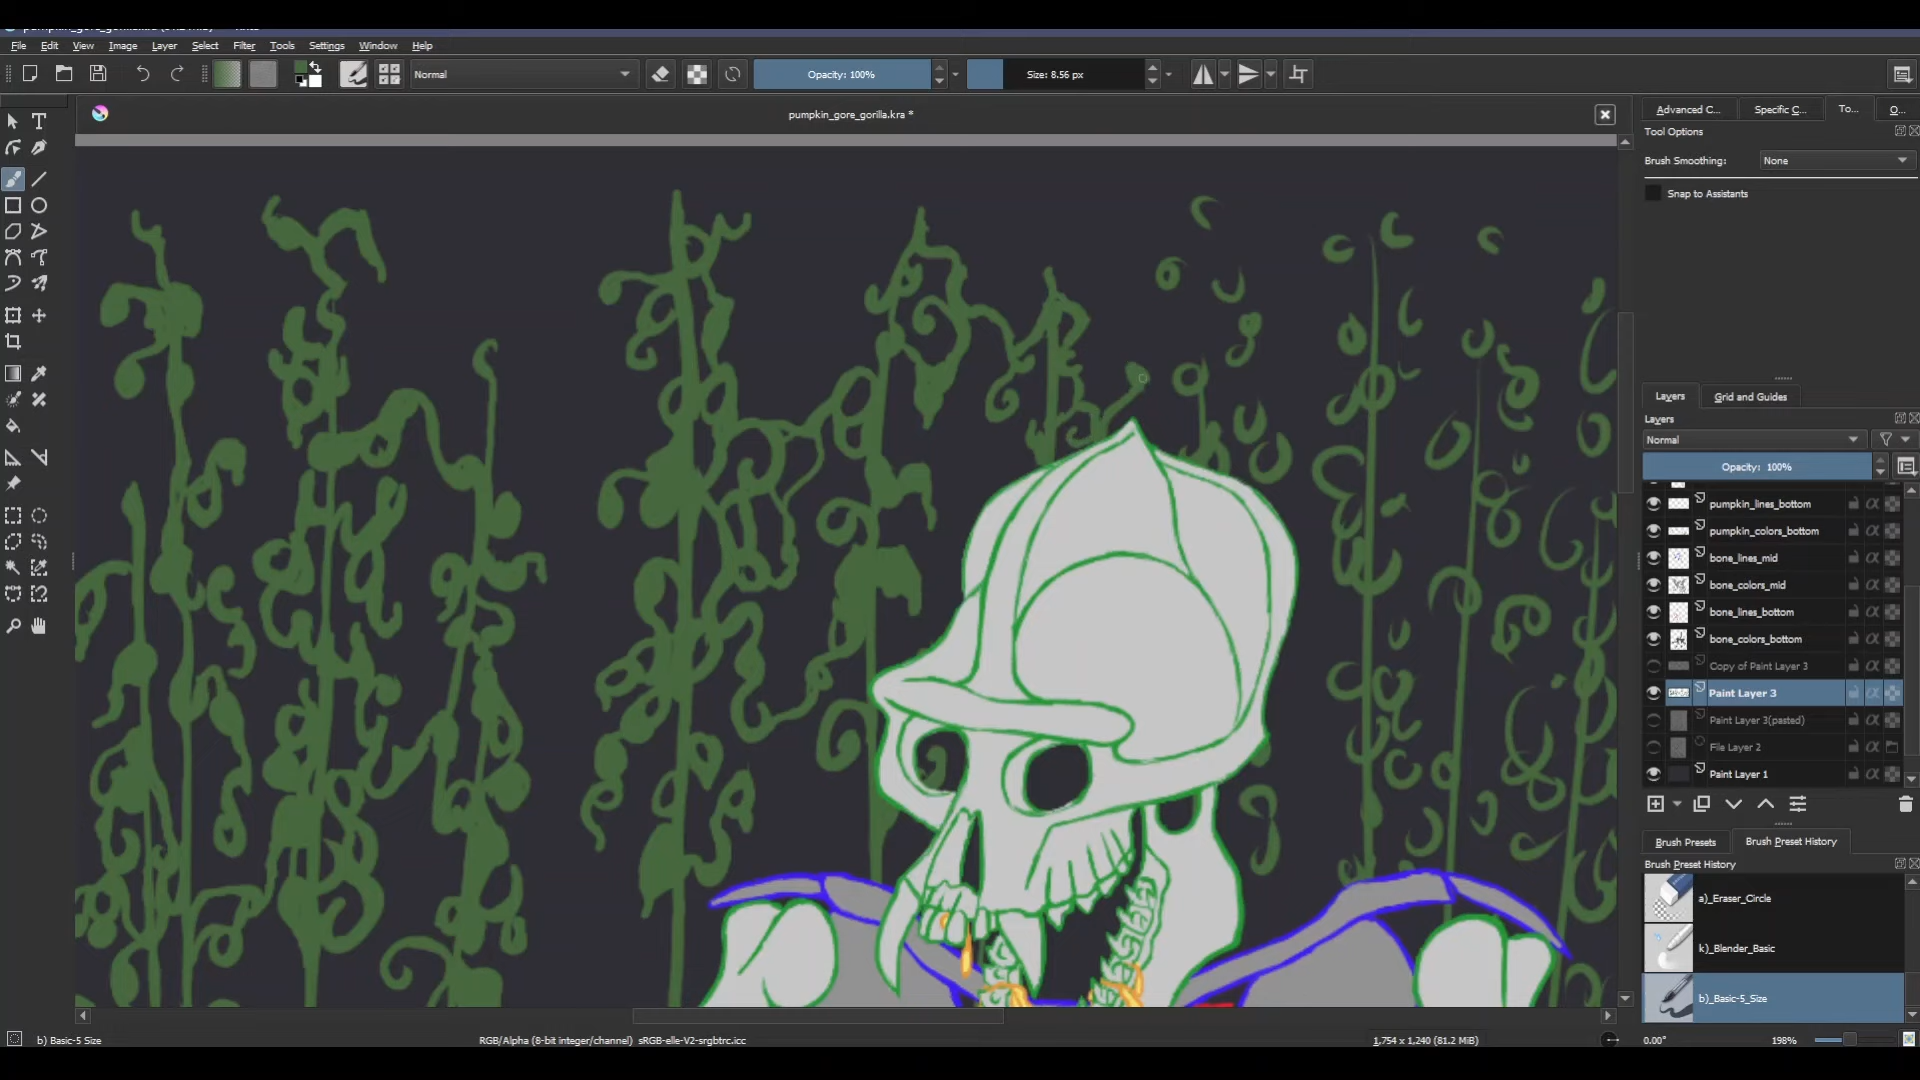 File Edit View Image Layer Select Filter Tools Settings Window Help
Normal
Opacity: 100%
Size: 8.56 px
pumpkin_gore_gorilla.kra *
Advanced C... Specific C... To... O...
Tool Options
Brush Smoothing: None
Snap to Assistants
Layers Grid and Guides
Layers
Normal
Opacity: 100%
pumpkin_lines_bottom
pumpkin_colors_bottom
bone_lines_mid
bone_colors_mid
bone_lines_bottom
bone_colors_bottom
Copy of Paint Layer 3
Paint Layer 3
Paint Layer 3(pasted)
File Layer 2
Paint Layer 1
Brush Presets Brush Preset History
Brush Preset History
a)_Eraser_Circle
k)_Blender_Basic
b)_Basic-5_Size
b) Basic-5 Size
RGB/Alpha (8-bit integer/channel) sRGB-elle-V2-srgbtrc.icc
1,754 x 1,240 (81.2 MiB)
0.00°
198%